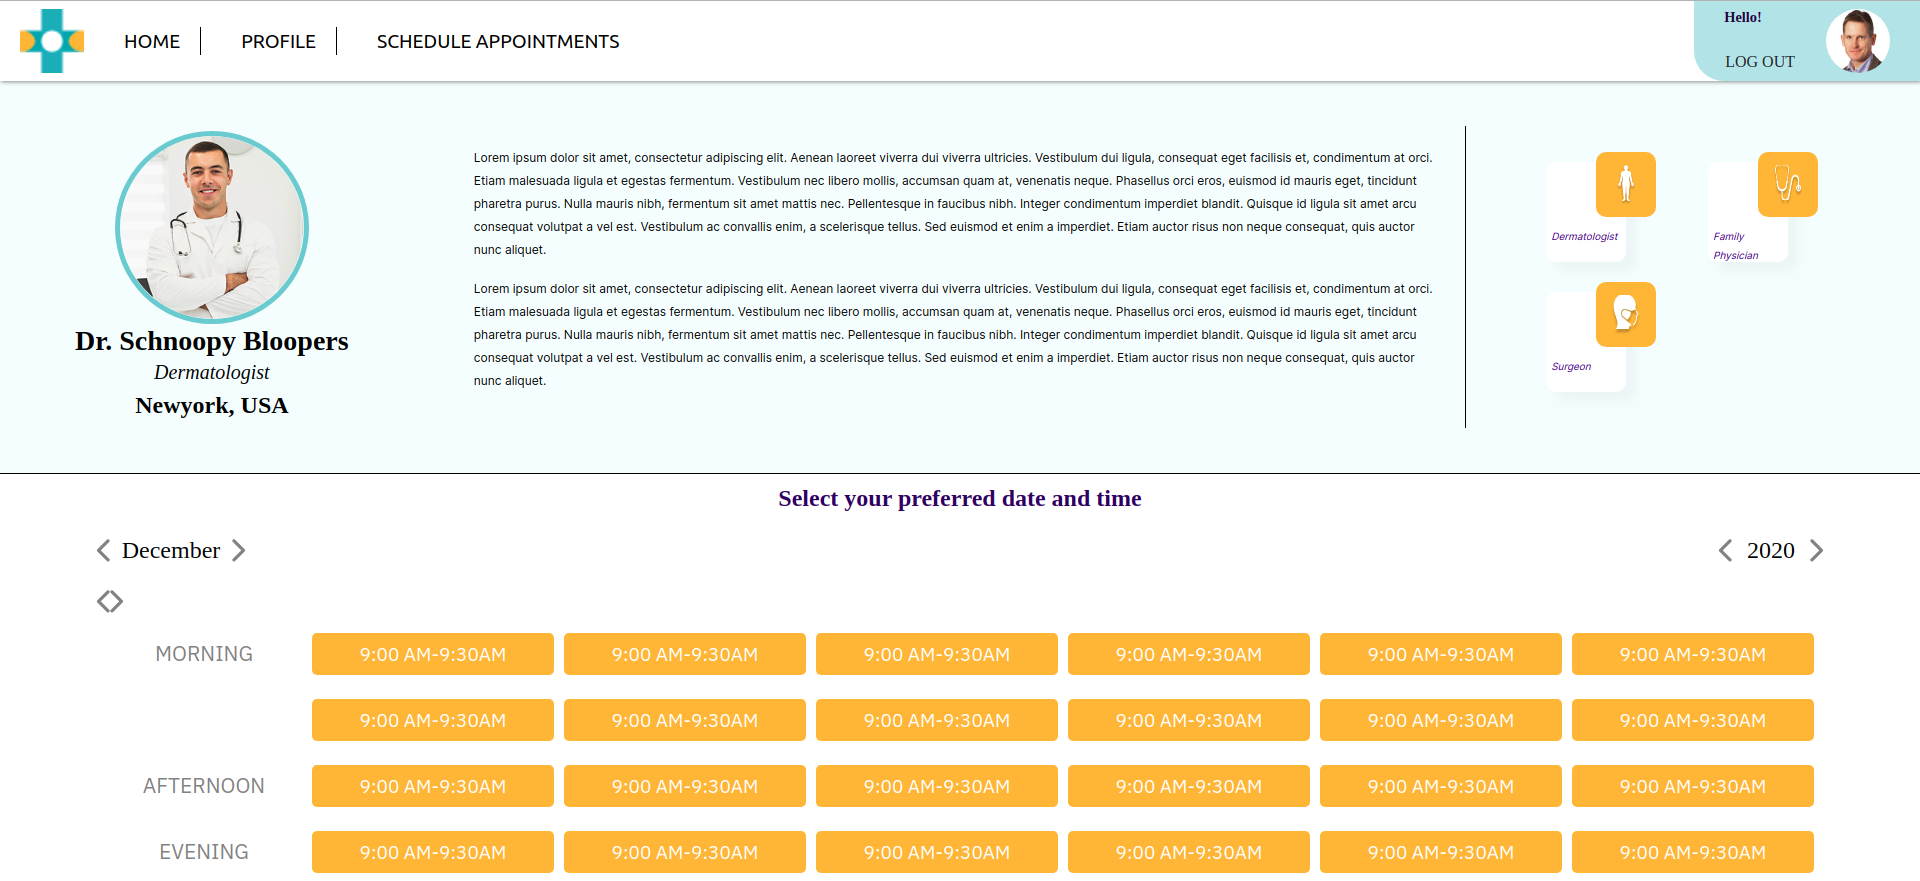 HOME
PROFILE
SCHEDULE APPOINTMENTS
Hello!
LOG OUT
Dr. Schnoopy Bloopers
Dermatologist
Newyork, USA
Lorem ipsum dolor sit amet, consectetur adipiscing elit. Aenean laoreet viverra dui viverra ultricies. Vestibulum dui ligula, consequat eget facilisis et, condimentum at orci.
Etiam malesuada ligula et egestas fermentum. Vestibulum nec libero mollis, accumsan quam at, venenatis neque. Phasellus orci eros, euismod id mauris eget, tincidunt
pharetra purus. Nulla mauris nibh, fermentum sit amet mattis nec. Pellentesque in faucibus nibh. Integer condimentum imperdiet blandit. Quisque id ligula sit amet arcu
consequat volutpat a vel est. Vestibulum ac convallis enim, a scelerisque tellus. Sed euismod et enim a imperdiet. Etiam auctor risus non neque consequat, quis auctor
nunc aliquet.
Lorem ipsum dolor sit amet, consectetur adipiscing elit. Aenean laoreet viverra dui viverra ultricies. Vestibulum dui ligula, consequat eget facilisis et, condimentum at orci.
Etiam malesuada ligula et egestas fermentum. Vestibulum nec libero mollis, accumsan quam at, venenatis neque. Phasellus orci eros, euismod id mauris eget, tincidunt
pharetra purus. Nulla mauris nibh, fermentum sit amet mattis nec. Pellentesque in faucibus nibh. Integer condimentum imperdiet blandit. Quisque id ligula sit amet arcu
consequat volutpat a vel est. Vestibulum ac convallis enim, a scelerisque tellus. Sed euismod et enim a imperdiet. Etiam auctor risus non neque consequat, quis auctor
nunc aliquet.
Dermatologist
Family
Physician
Surgeon
Select your preferred date and time
December
2020
MORNING
9:00 AM-9:30AM
9:00 AM-9:30AM
9:00 AM-9:30AM
9:00 AM-9:30AM
9:00 AM-9:30AM
9:00 AM-9:30AM
9:00 AM-9:30AM
9:00 AM-9:30AM
9:00 AM-9:30AM
9:00 AM-9:30AM
9:00 AM-9:30AM
9:00 AM-9:30AM
AFTERNOON
9:00 AM-9:30AM
9:00 AM-9:30AM
9:00 AM-9:30AM
9:00 AM-9:30AM
9:00 AM-9:30AM
9:00 AM-9:30AM
EVENING
9:00 AM-9:30AM
9:00 AM-9:30AM
9:00 AM-9:30AM
9:00 AM-9:30AM
9:00 AM-9:30AM
9:00 AM-9:30AM